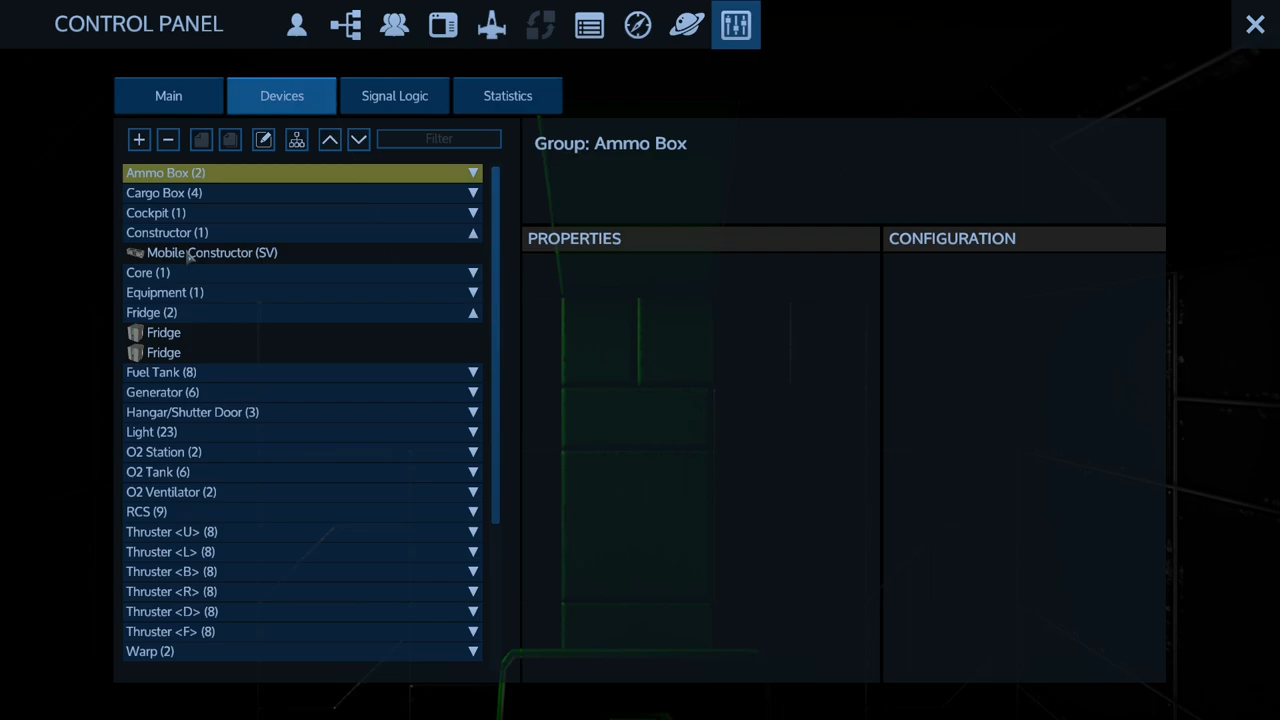 CONTROL PANEL
Main
Devices
Signal Logic
Statistics
Filter
Ammo Box (2)
Cargo Box (4)
Cockpit (1)
Constructor (1)
Mobile Constructor (SV)
Core (1)
Equipment (1)
Fridge (2)
Fridge
Fridge
Fuel Tank (8)
Generator (6)
Hangar/Shutter Door (3)
Light (23)
O2 Station (2)
O2 Tank (6)
O2 Ventilator (2)
RCS (9)
Thruster <U> (8)
Thruster <L> (8)
Thruster <B> (8)
Thruster <R> (8)
Thruster <D> (8)
Thruster <F> (8)
Warp (2)
Group: Ammo Box
PROPERTIES
CONFIGURATION